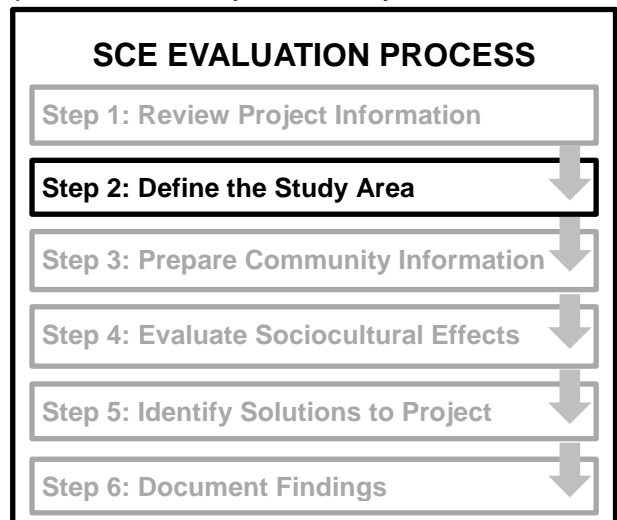 SCE EVALUATION PROCESS
Step 1: Review Project Information
Step 2: Define the Study Area
Step 3: Prepare Community Information
Step 4: Evaluate Sociocultural Effects
Step 5: Identify Solutions to Project
Step 6: Document Findings